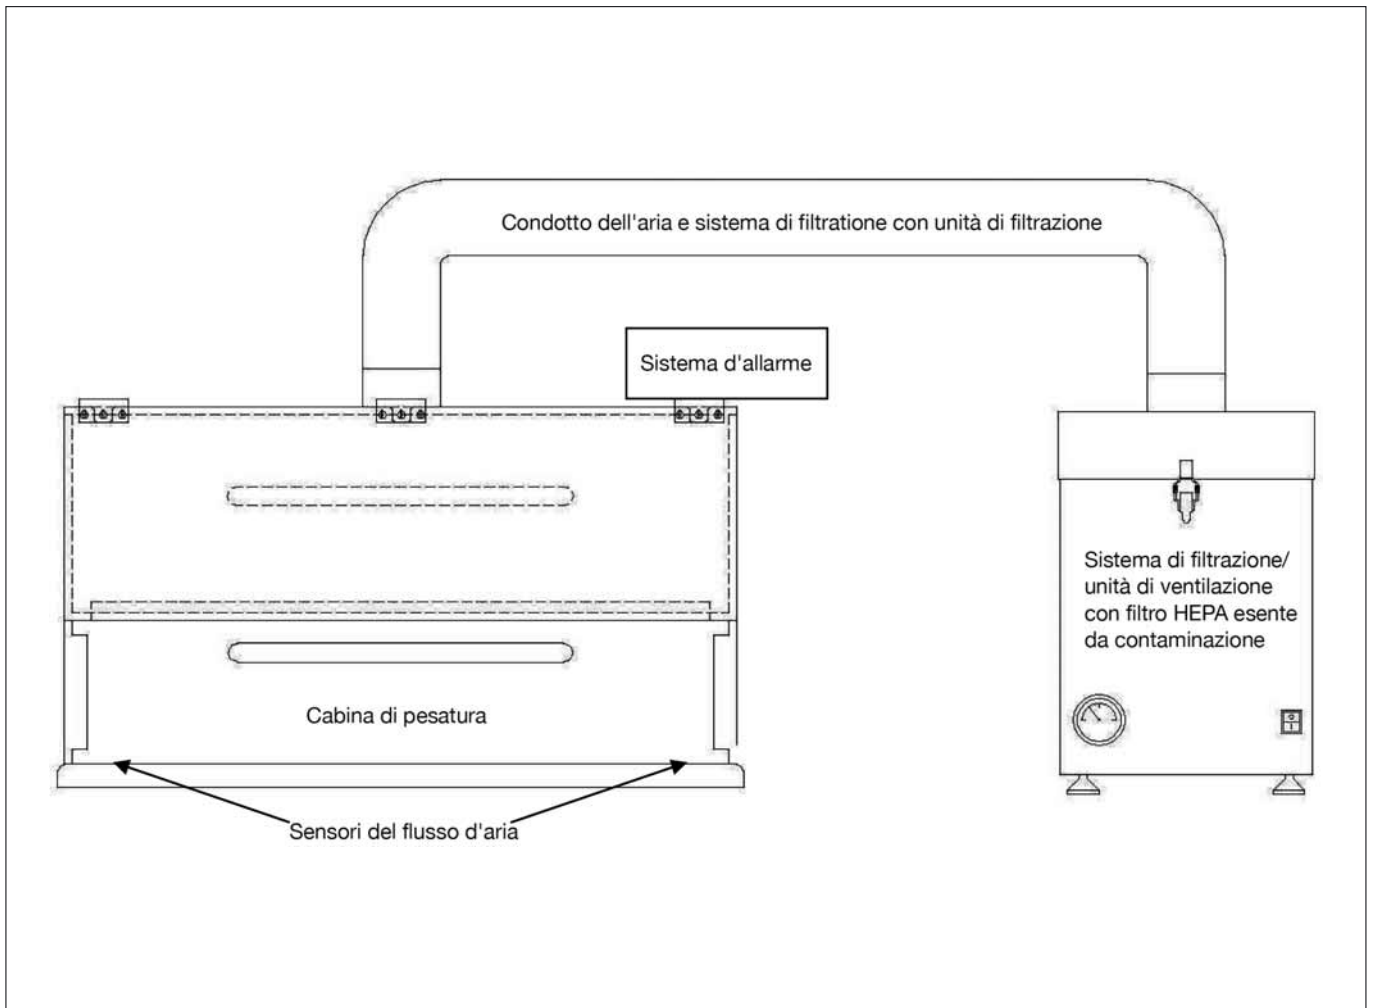 Condotto dell'aria e sistema di filtratione con unità di filtrazione
Sistema d'allarme
Sistema di filtrazione/
unità di ventilazione
con filtro HEPA esente
da contaminazione
Cabina di pesatura
Sensori del flusso d'aria